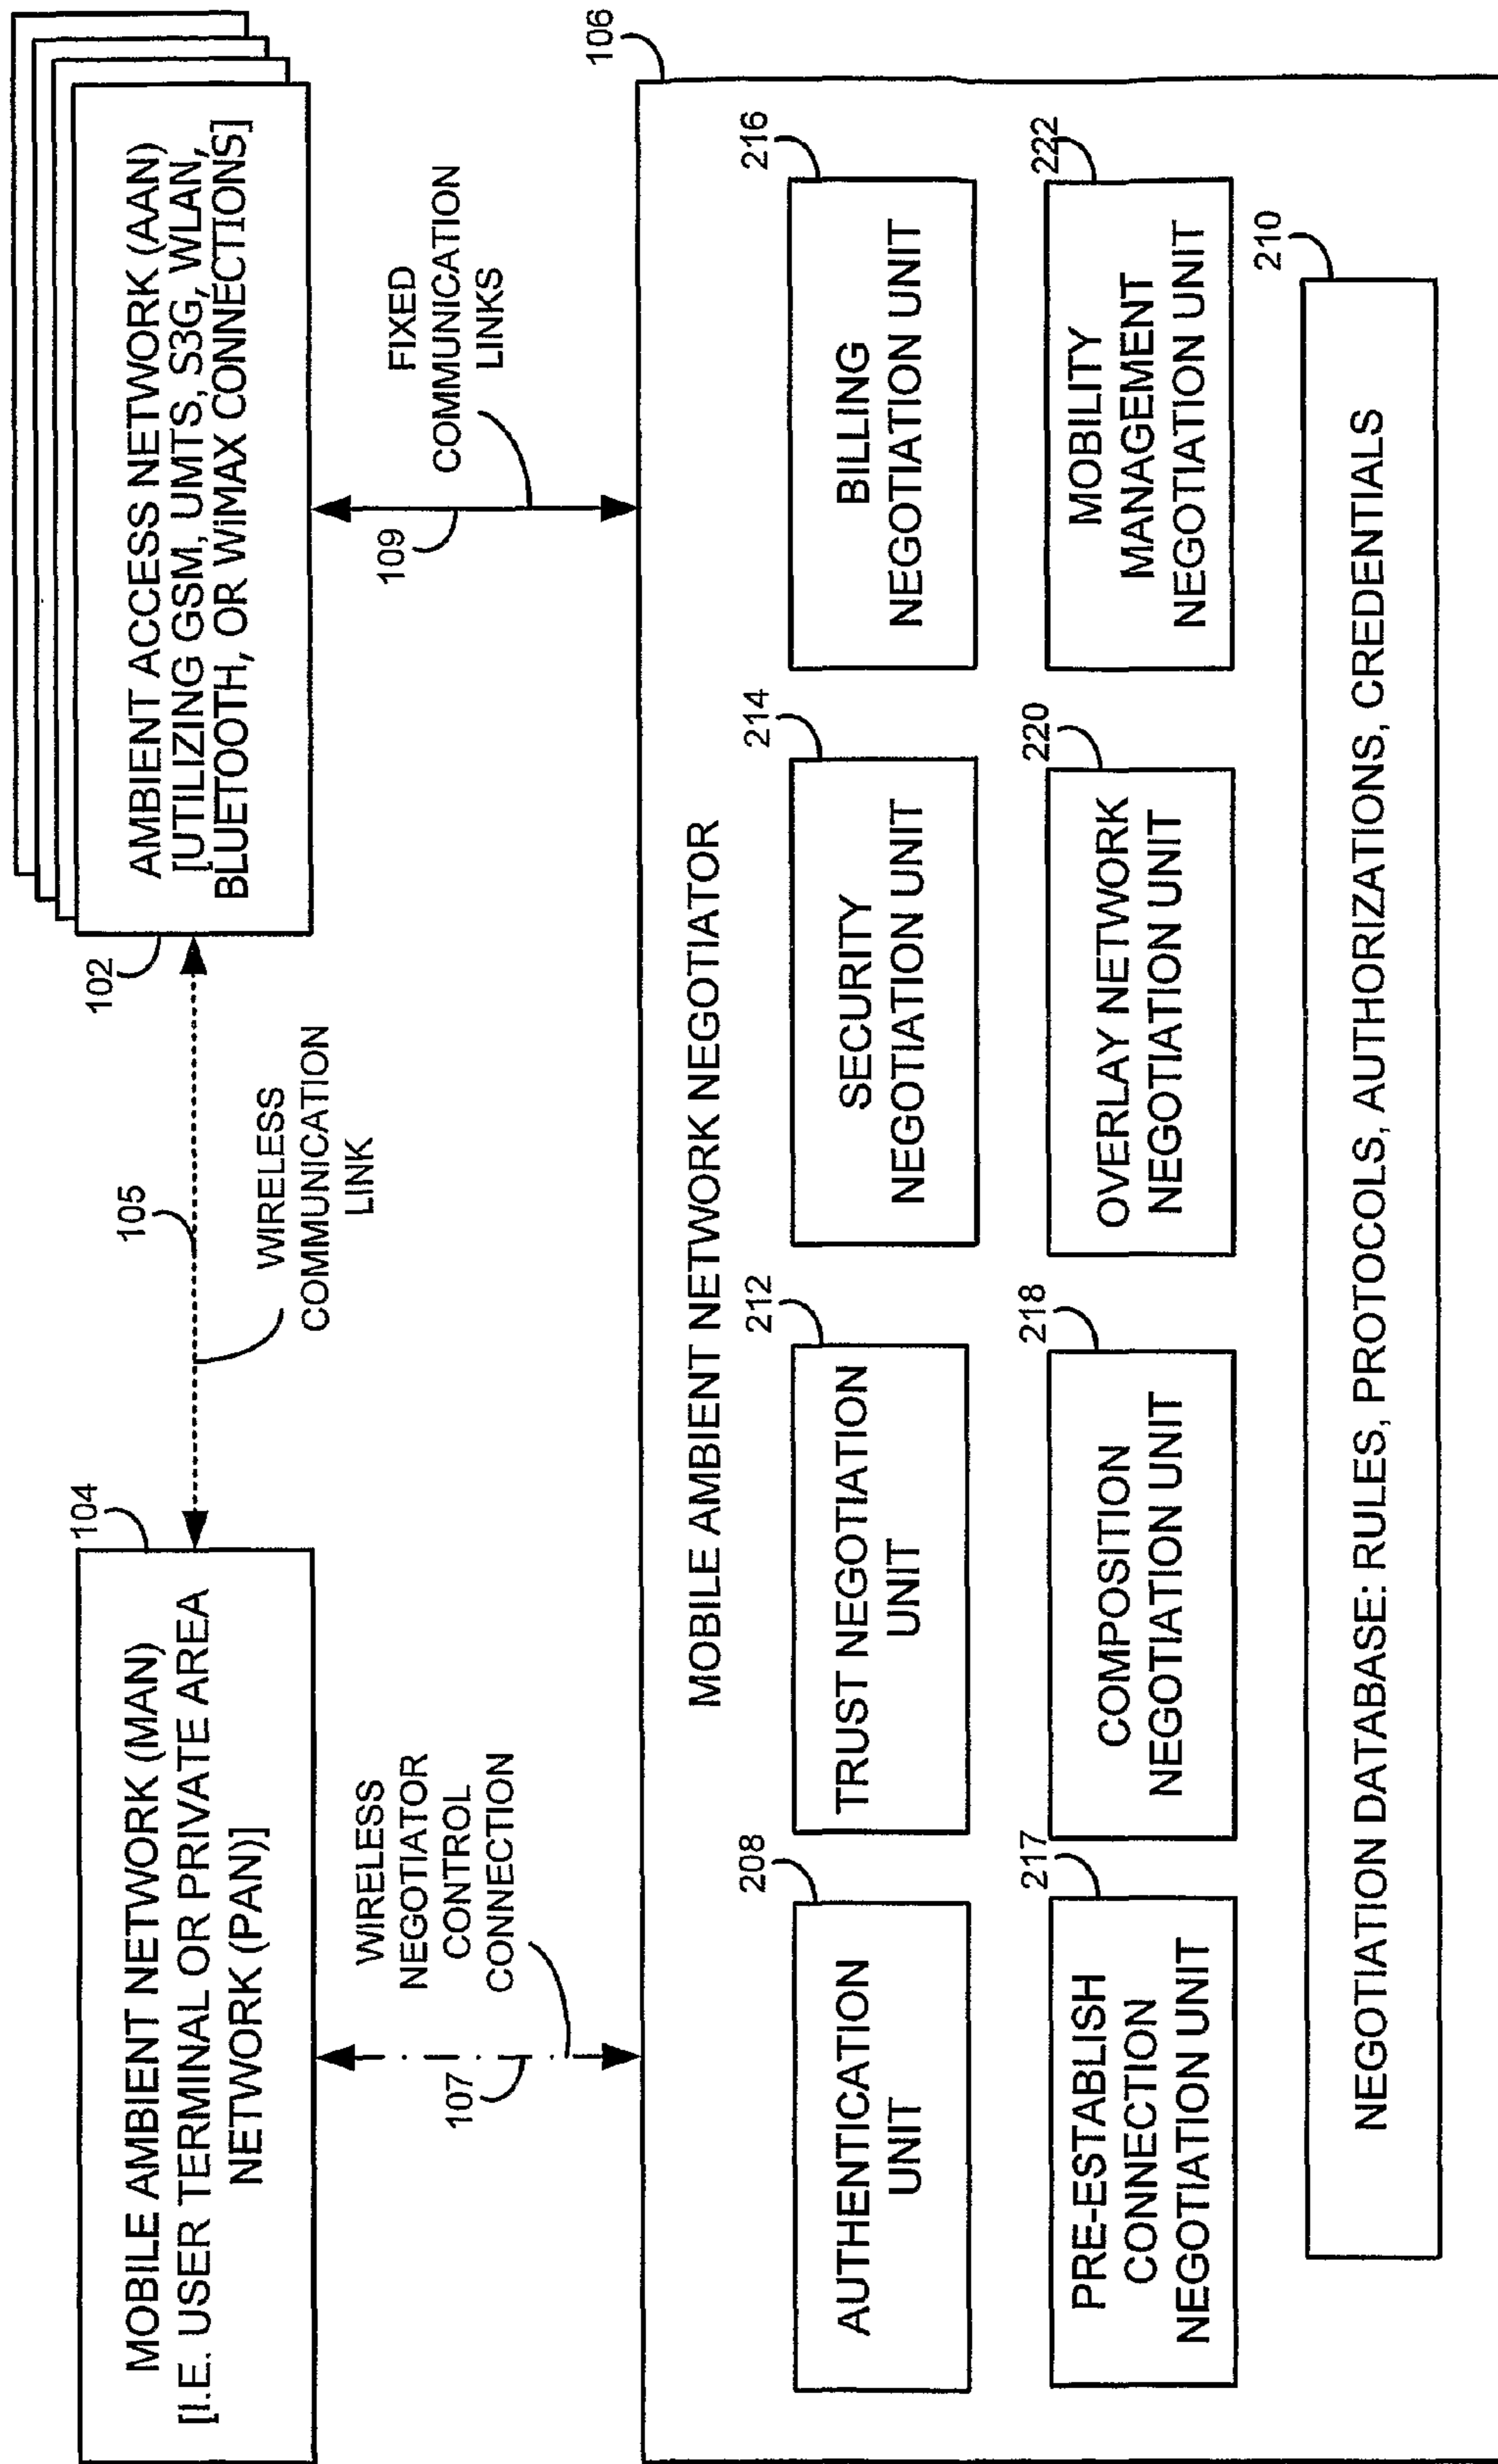 104
MOBILE AMBIENT NETWORK (MAN)
[I.E. USER TERMINAL OR PRIVATE AREA
NETWORK (PAN)]
105
WIRELESS
COMMUNICATION
LINK
102
AMBIENT ACCESS NETWORK (AAN)
[UTILIZING GSM, UMTS, S3G, WLAN,
BLUETOOTH, OR WiMAX CONNECTIONS]
107
WIRELESS
NEGOTIATOR
CONTROL
CONNECTION
109
FIXED
COMMUNICATION
LINKS
106
MOBILE AMBIENT NETWORK NEGOTIATOR
208
AUTHENTICATION
UNIT
212
TRUST NEGOTIATION
UNIT
214
SECURITY
NEGOTIATION UNIT
216
BILLING
NEGOTIATION UNIT
217
PRE-ESTABLISH
CONNECTION
NEGOTIATION UNIT
218
COMPOSITION
NEGOTIATION UNIT
220
OVERLAY NETWORK
NEGOTIATION UNIT
222
MOBILITY
MANAGEMENT
NEGOTIATION UNIT
210
NEGOTIATION DATABASE: RULES, PROTOCOLS, AUTHORIZATIONS, CREDENTIALS